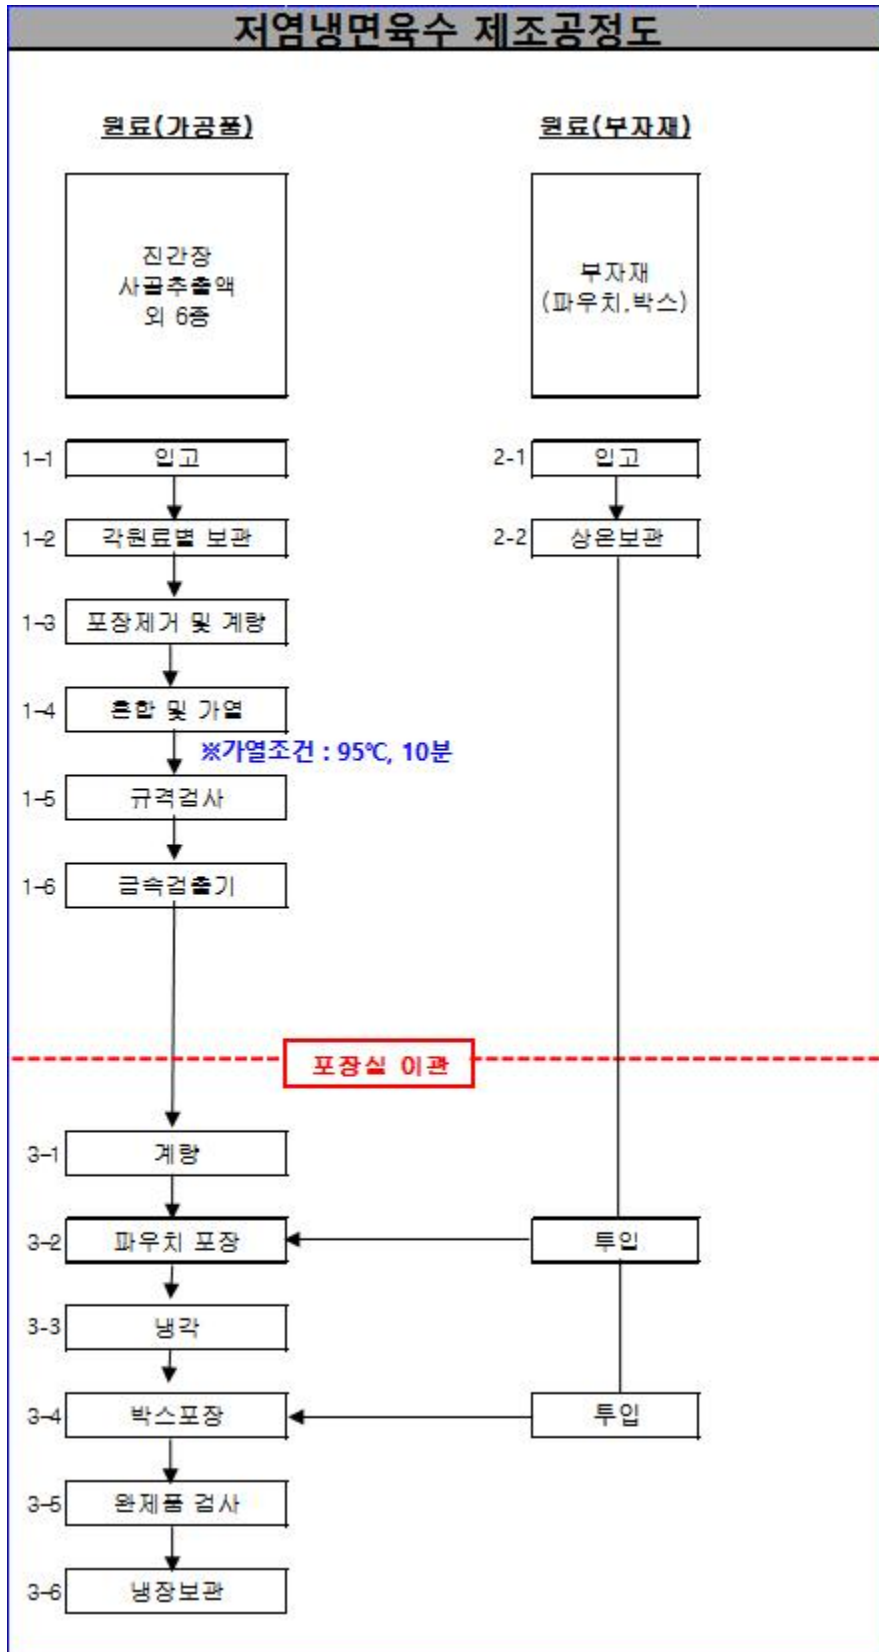 저염냉면육수 제조공정도
원료(가공품)
원료(부자재)
진간장
사골추출액
외 6종
부자재
(파우치,박스)
1-1 입고
2-1 입고
1-2 각원료별 보관
2-2 상온보관
1-3 포장제거 및 계량
1-4 혼합 및 가열
※가열조건 : 95℃, 10분
1-5 규격검사
1-6 금속검출기
포장실 이관
3-1 계량
3-2 파우치 포장
투입
3-3 냉각
3-4 박스포장
투입
3-5 완제품 검사
3-6 냉장보관